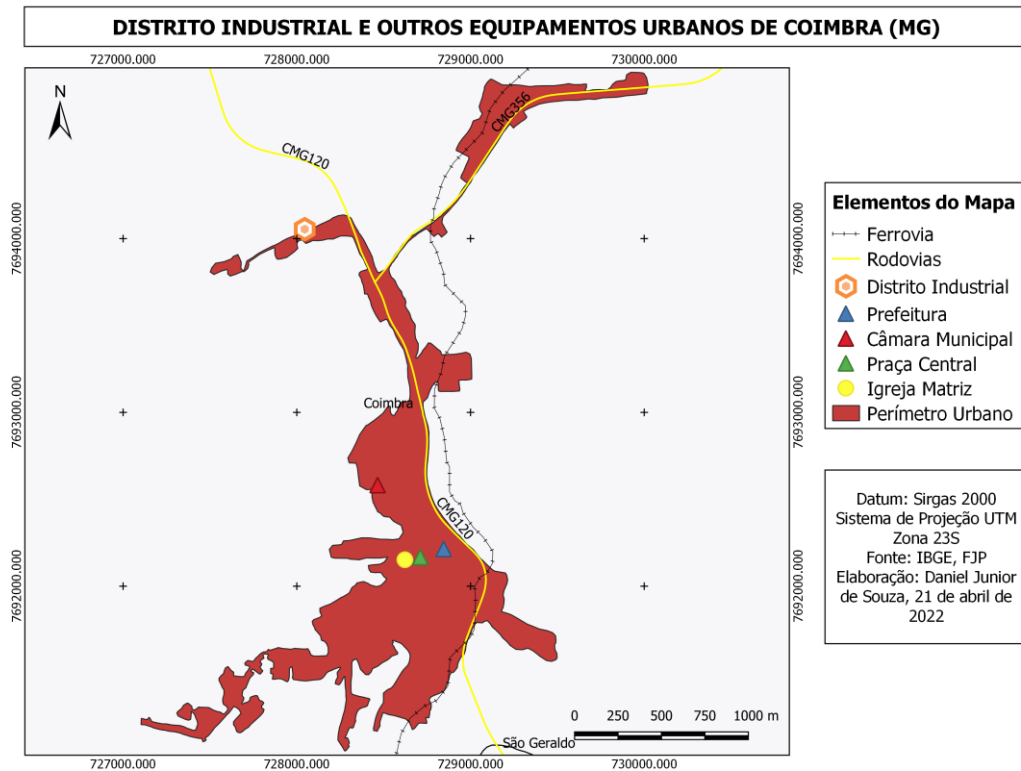 DISTRITO INDUSTRIAL E OUTROS EQUIPAMENTOS URBANOS DE COIMBRA (MG)
727000.000 728000.000 729000.000 730000.000
N
CMG356
CMG120
7694000.000 7694000.000
Coimbra
7693000.000 7693000.000
CMG120
7692000.000 7692000.000
São Geraldo
0 250 500 750 1000 m
727000.000 728000.000 729000.000 730000.000
Elementos do Mapa
Ferrovia
Rodovias
Distrito Industrial
Prefeitura
Câmara Municipal
Praça Central
Igreja Matriz
Perímetro Urbano
Datum: Sirgas 2000
Sistema de Projeção UTM
Zona 23S
Fonte: IBGE, FJP
Elaboração: Daniel Junior
de Souza, 21 de abril de
2022